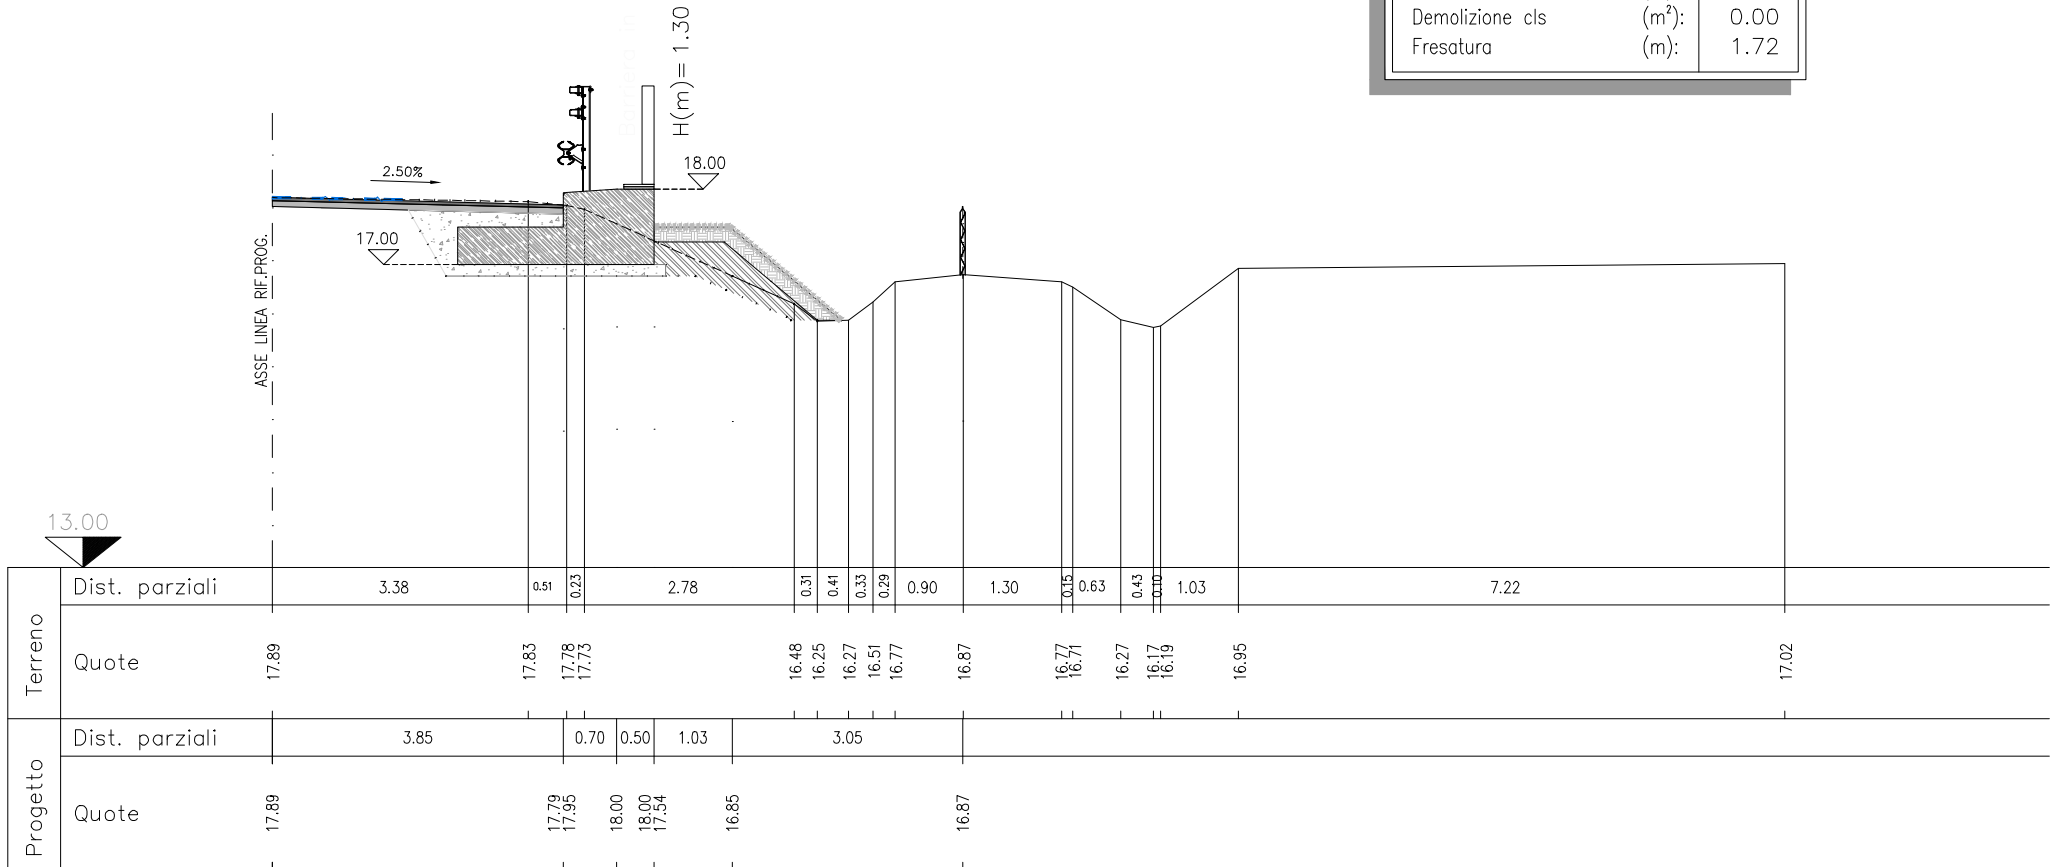 Demolizione cls (m²): 0.00
Fresatura (m): 1.72
H(m)= 1.30
18.00
2.50%
17.00
ASSE LINEA RIF.PROG.
13.00
Terreno
Dist. parziali 3.38 0.51 0.23 2.78 0.31 0.41 0.33 0.29 0.90 1.30 0.15 0.63 0.43 0.10 1.03 7.22
Quote 17.89 17.83 17.78 17.73 16.48 16.25 16.27 16.51 16.77 16.87 16.77 16.71 16.27 16.17 16.19 16.95 17.02
Progetto
Dist. parziali 3.85 0.70 0.50 1.03 3.05
Quote 17.89 17.79 17.95 18.00 18.00 17.54 16.85 16.87